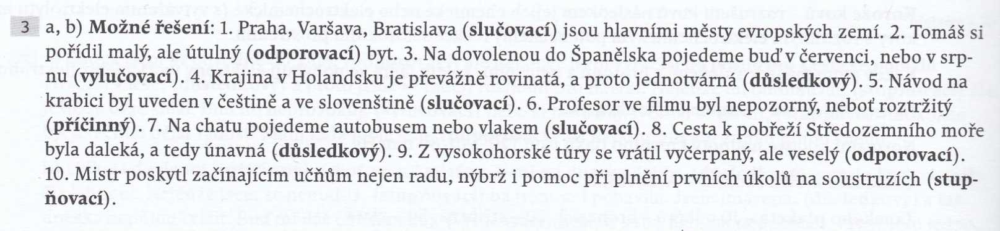 3 a, b) Možné řešení: 1. Praha, Varšava, Bratislava (slučovací) jsou hlavními městy evropských zemí. 2. Tomáš si
pořídil malý, ale útulný (odporovací) byt. 3. Na dovolenou do Španělska pojedeme buď v červenci, nebo v srp-
nu (vylučovací). 4. Krajina v Holandsku je převážně rovinatá, a proto jednotvárná (důsledkový). 5. Návod na
krabici byl uveden v češtině a ve slovenštině (slučovací). 6. Profesor ve filmu byl nepozorný, neboť roztržitý
(příčinný). 7. Na chatu pojedeme autobusem nebo vlakem (slučovací). 8. Cesta k pobřeží Středozemního moře
byla daleká, a tedy únavná (důsledkový). 9. Z vysokohorské túry se vrátil vyčerpaný, ale veselý (odporovací).
10. Mistr poskytl začínajícím učňům nejen radu, nýbrž i pomoc při plnění prvních úkolů na soustruzích (stup-
ňovací).